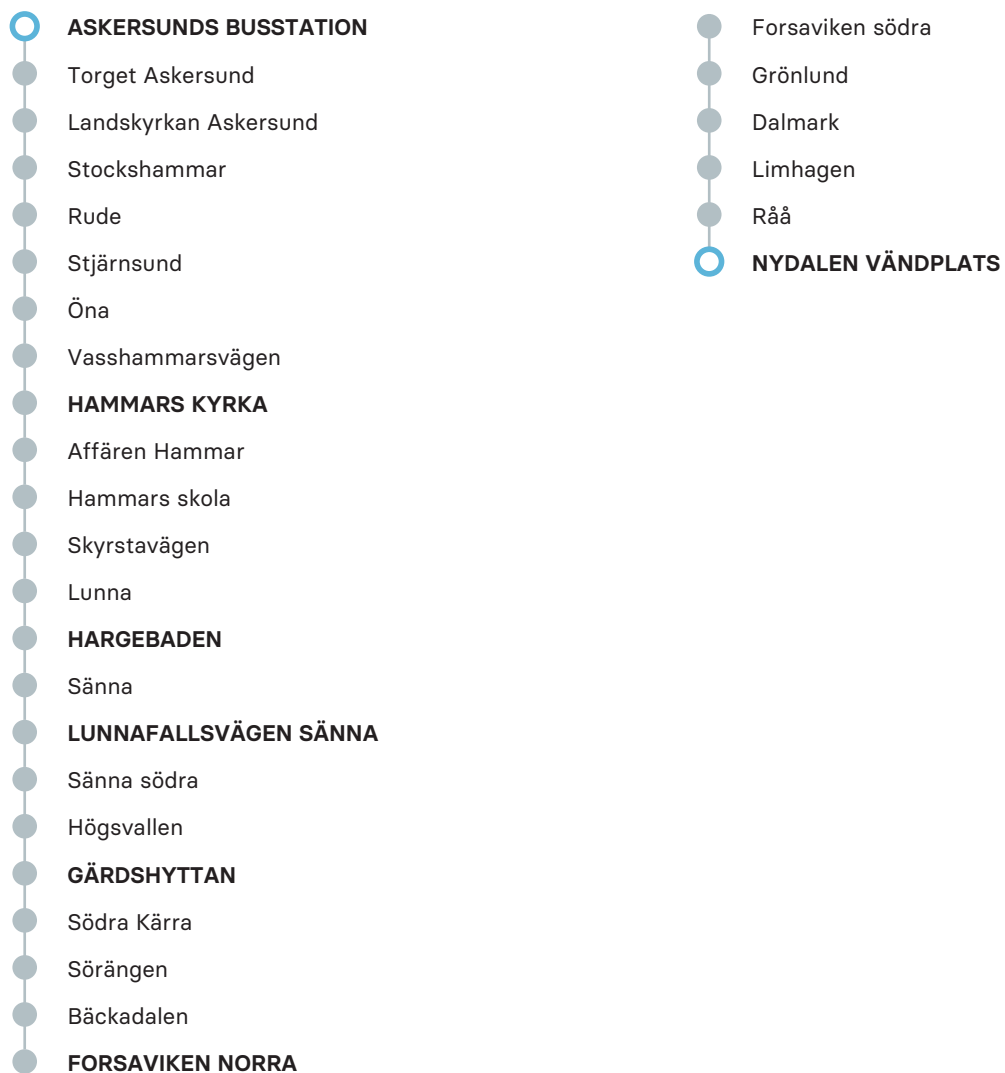 ASKERSUNDS BUSSTATION
Torget Askersund
Landskyrkan Askersund
Stockshammar
Rude
Stjärnsund
Öna
Vasshammarsvägen
HAMMARS KYRKA
Affären Hammar
Hammars skola
Skyrstavägen
Lunna
HARGEBADEN
Sänna
LUNNAFALLSVÄGEN SÄNNA
Sänna södra
Högsvallen
GÄRDSHYTTAN
Södra Kärra
Sörängen
Bäckadalen
FORSAVIKEN NORRA
Forsaviken södra
Grönlund
Dalmark
Limhagen
Råå
NYDALEN VÄNDPLATS